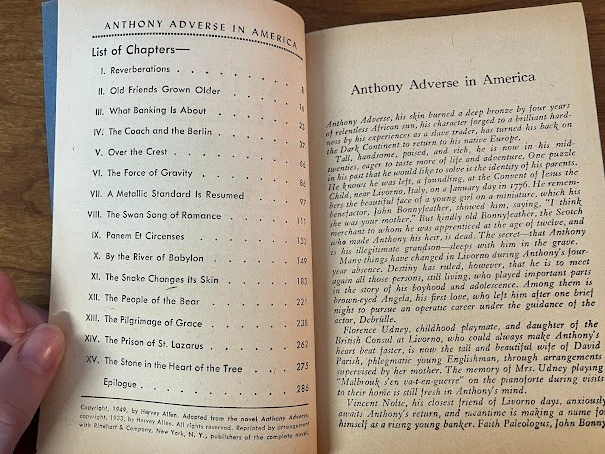 ANTHONY ADVERSE IN AMERICA
List of Chapters—
I. Reverberations . . . . . . . . 8
II. Old Friends Grown Older . . . . . 16
III. What Banking Is About . . . . . 25
IV. The Coach and the Berlin . . . . . 37
V. Over the Crest . . . . . . . 66
VI. The Force of Gravity . . . . . . 86
VII. A Metallic Standard Is Resumed . . . 97
VIII. The Swan Song of Romance . . . . 111
IX. Panem Et Circenses . . . . . . 131
X. By the River of Babylon . . . . . 149
XI. The Snake Changes Its Skin . . . . 183
XII. The People of the Bear . . . . . 221
XIII. The Pilgrimage of Grace . . . . . 238
XIV. The Prison of St. Lazarus . . . . . 262
XV. The Stone in the Heart of the Tree . . . 275
Epilogue . . . . . . . . 286
Copyright, 1949, by Hervey Allen. Adapted from the novel Anthony Adverse,
copyright, 1933, by Hervey Allen. All rights reserved. Reprinted by arrangement
with Rinehart & Company, New York, N. Y., publishers of the complete novel.
Anthony Adverse in America
Anthony Adverse, his skin burned a deep bronze by four years
of relentless African sun, his character forged to a brilliant hard-
ness by his experiences as a slave trader, has turned his back on
the Dark Continent to return to his native Europe.
Tall, handsome, poised, and rich, he is now in his mid-
twenties, eager to taste more of life and adventure. One puzzle
in his past that he would like to solve is the identity of his parents.
He knows he was left, a foundling, at the Convent of Jesus the
Child, near Livorno, Italy, on a January day in 1776. He remem-
bers the beautiful face of a young girl on a miniature, which his
benefactor, John Bonnyfeather, showed him, saying, "I think
she was your mother." But kindly old Bonnyfeather, the Scotch
merchant to whom he was apprenticed at the age of twelve, and
who made Anthony his heir, is dead. The secret—that Anthony
is his illegitimate grandson—sleeps with him in the grave.
Many things have changed in Livorno during Anthony's four-
year absence. Destiny has ruled, however, that he is to meet
again all those persons, still living, who played important parts
in the story of his boyhood and adolescence. Among them is
brown-eyed Angela, his first love, who left him after one brief
night to pursue an operatic career under the guidance of the
actor, Debrülle.
Florence Udney, childhood playmate, and daughter of the
British Consul at Livorno, who could always make Anthony's
heart beat faster, is now the tall and beautiful wife of David
Parish, phlegmatic young Englishman, through arrangements
supervised by her mother. The memory of Mrs. Udney playing
"Malbrouk s'en va-t-en-guerre" on the pianoforte during visits
to their home is still fresh in Anthony's mind.
Vincent Nolte, his closest friend of Livorno days, anxiously
awaits Anthony's return, and meantime is making a name for
himself as a rising young banker. Faith Paleologus, John Bonny